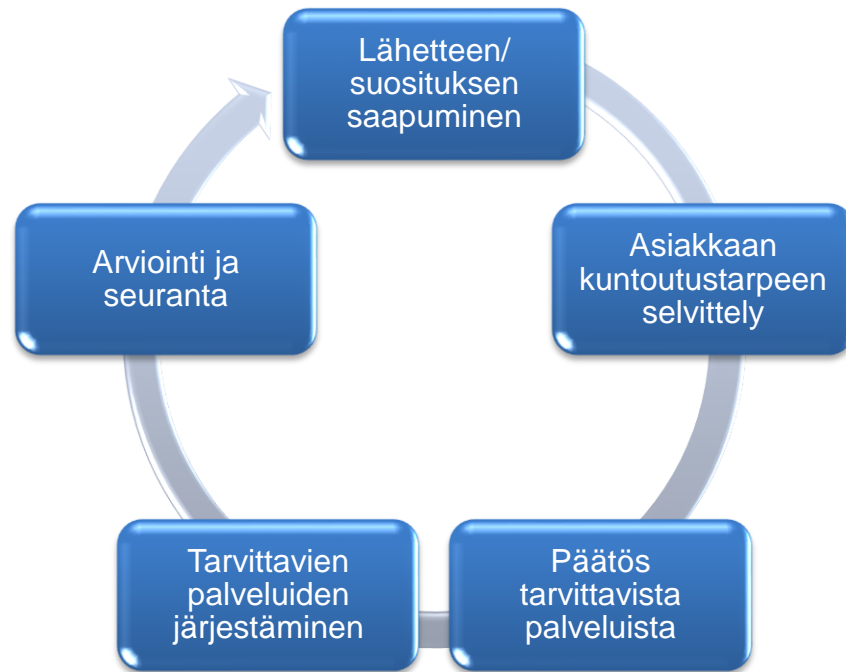 Lähetteen/
suosituksen
saapuminen
Asiakkaan
kuntoutustarpeen
selvittely
Päätös
tarvittavista
palveluista
Tarvittavien
palveluiden
järjestäminen
Arviointi ja
seuranta